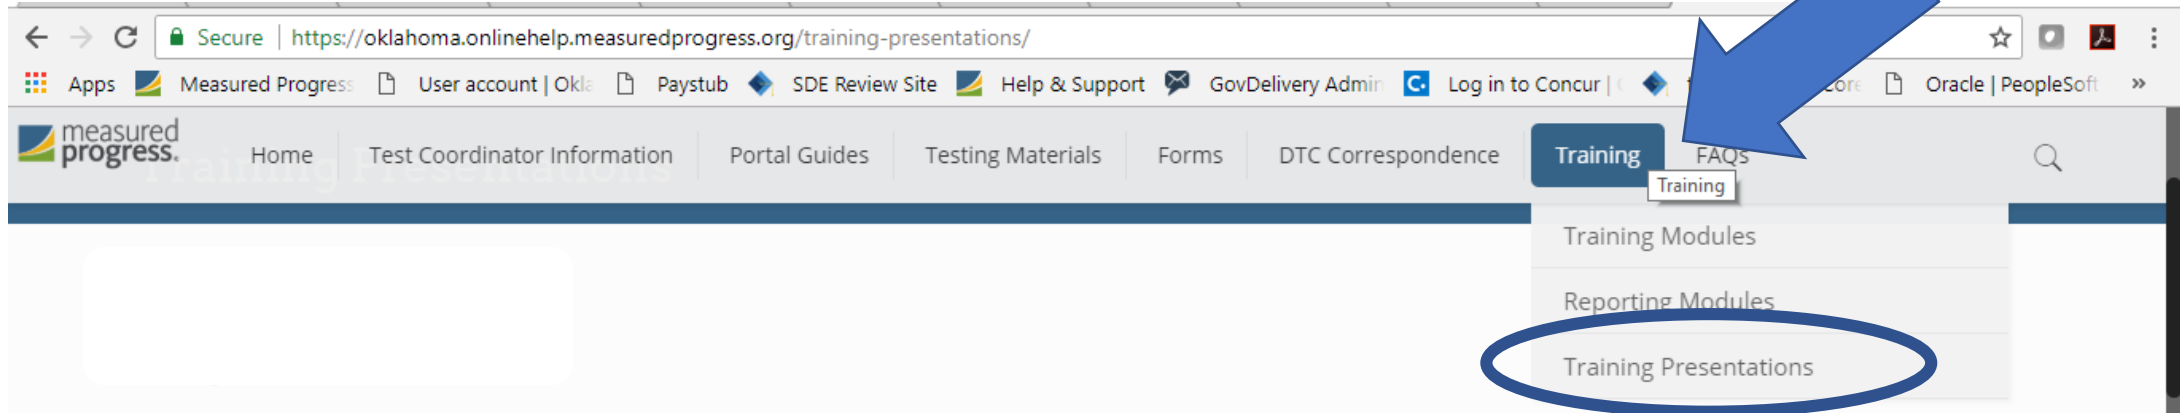 Secure | https://oklahoma.onlinehelp.measuredprogress.org/training-presentations/
Apps Measured Progress User account | Okla Paystub SDE Review Site Help & Support GovDelivery Admin Log in to Concur | Oracle | PeopleSoft »
measured
progress. Home Test Coordinator Information Portal Guides Testing Materials Forms DTC Correspondence Training FAQs
Training Presentations
Training
Training Modules
Reporting Modules
Training Presentations